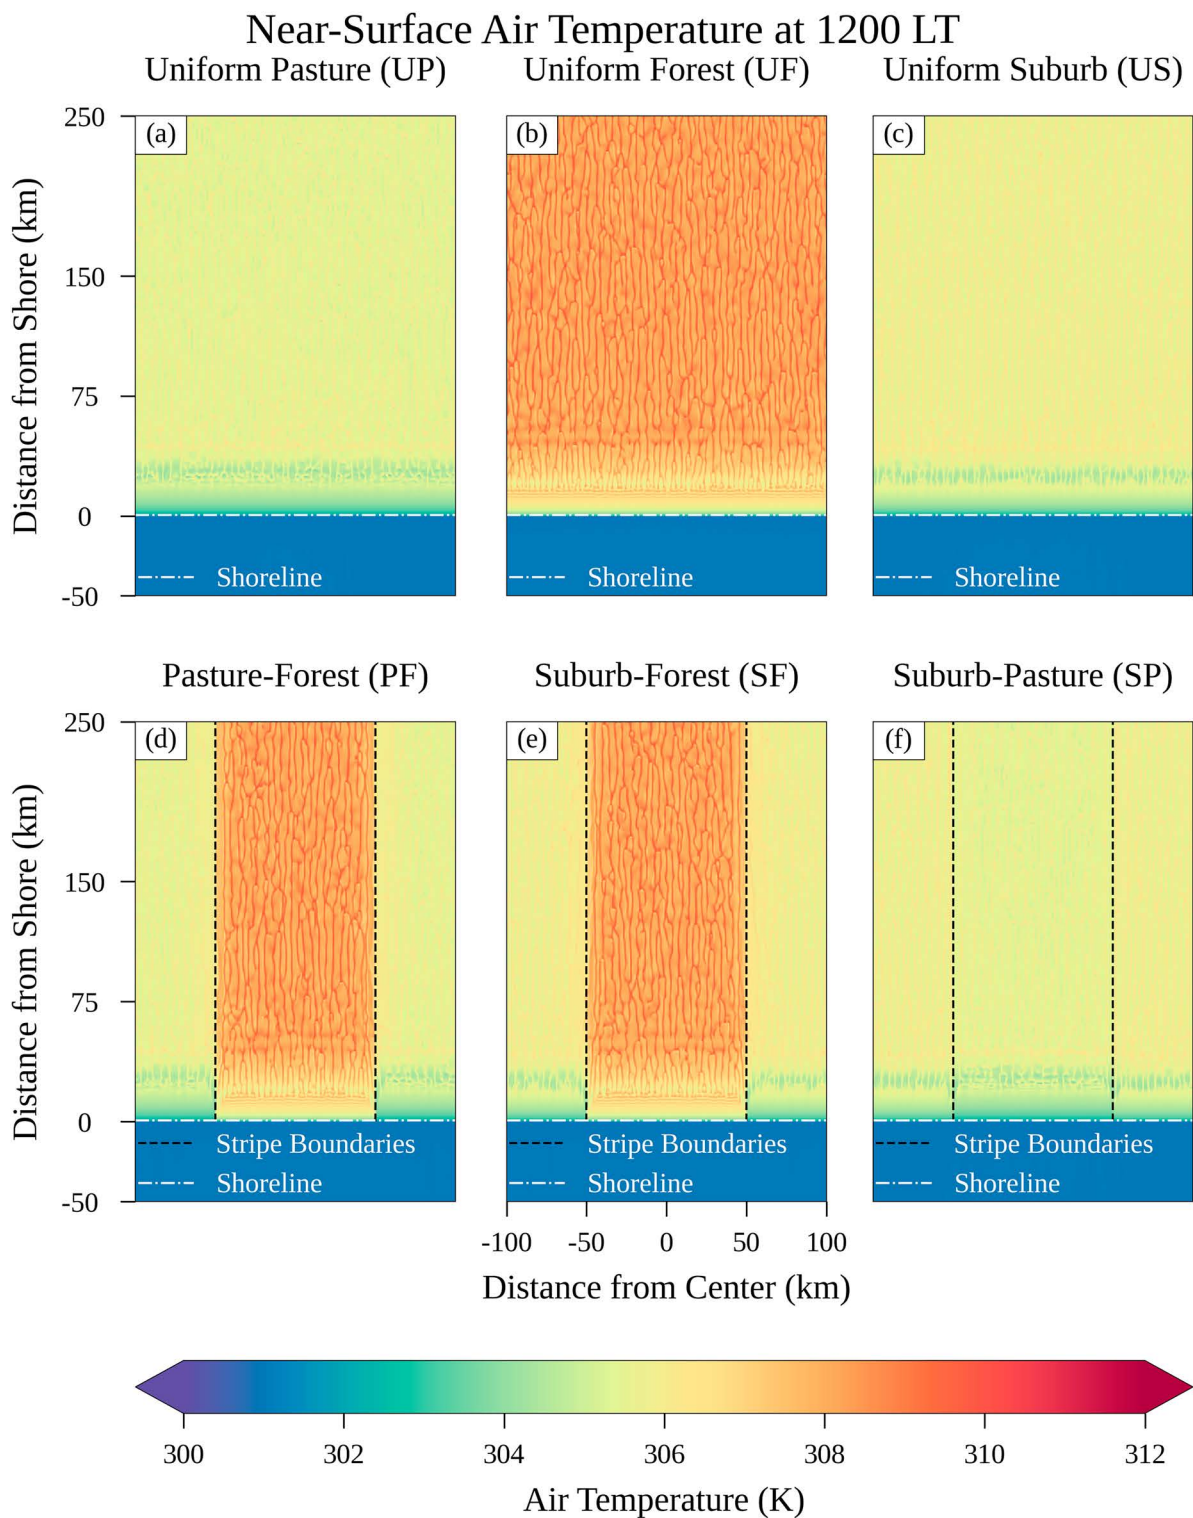 Near-Surface Air Temperature at 1200 LT
Uniform Pasture (UP)
Uniform Forest (UF)
Uniform Suburb (US)
(a)
(b)
(c)
250
150
75
0
-50
Distance from Shore (km)
Shoreline
Shoreline
Shoreline
Pasture-Forest (PF)
Suburb-Forest (SF)
Suburb-Pasture (SP)
(d)
(e)
(f)
250
150
75
0
-50
Distance from Shore (km)
Stripe Boundaries
Shoreline
Stripe Boundaries
Shoreline
Stripe Boundaries
Shoreline
-100 -50 0 50 100
Distance from Center (km)
300 302 304 306 308 310 312
Air Temperature (K)